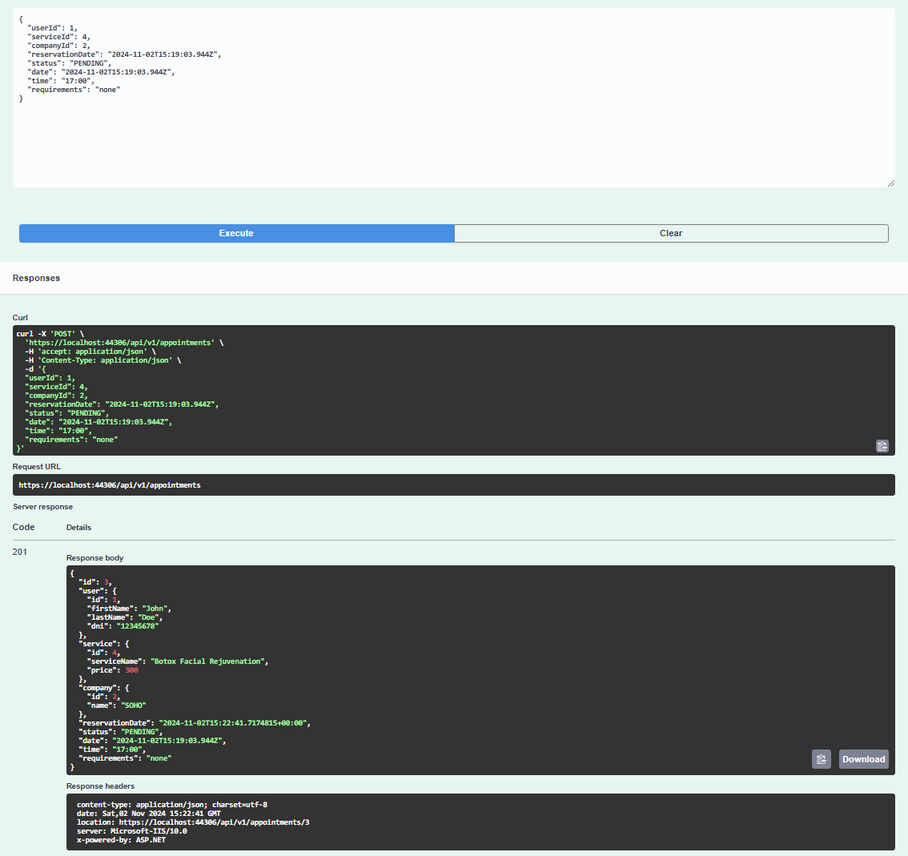 {
  "userId": 1,
  "serviceId": 4,
  "companyId": 2,
  "reservationDate": "2024-11-02T15:19:03.944Z",
  "status": "PENDING",
  "date": "2024-11-02T15:19:03.944Z",
  "time": "17:00",
  "requirements": "none"
}
Execute
Clear
Responses
Curl
curl -X 'POST' \
  'https://localhost:44306/api/v1/appointments' \
  -H 'accept: application/json' \
  -H 'Content-Type: application/json' \
  -d '{
  "userId": 1,
  "serviceId": 4,
  "companyId": 2,
  "reservationDate": "2024-11-02T15:19:03.944Z",
  "status": "PENDING",
  "date": "2024-11-02T15:19:03.944Z",
  "time": "17:00",
  "requirements": "none"
}'
Request URL
https://localhost:44306/api/v1/appointments
Server response
Code Details
201
Response body
{
  "id": 3,
  "user": {
    "id": 1,
    "firstName": "John",
    "lastName": "Doe",
    "dni": "12345678"
  },
  "service": {
    "id": 4,
    "serviceName": "Botox Facial Rejuvenation",
    "price": 300
  },
  "company": {
    "id": 2,
    "name": "SOHO"
  },
  "reservationDate": "2024-11-02T15:22:41.7174815+00:00",
  "status": "PENDING",
  "date": "2024-11-02T15:19:03.944Z",
  "time": "17:00",
  "requirements": "none"
}
Download
Response headers
content-type: application/json; charset=utf-8
date: Sat,02 Nov 2024 15:22:41 GMT
location: https://localhost:44306/api/v1/appointments/3
server: Microsoft-IIS/10.0
x-powered-by: ASP.NET